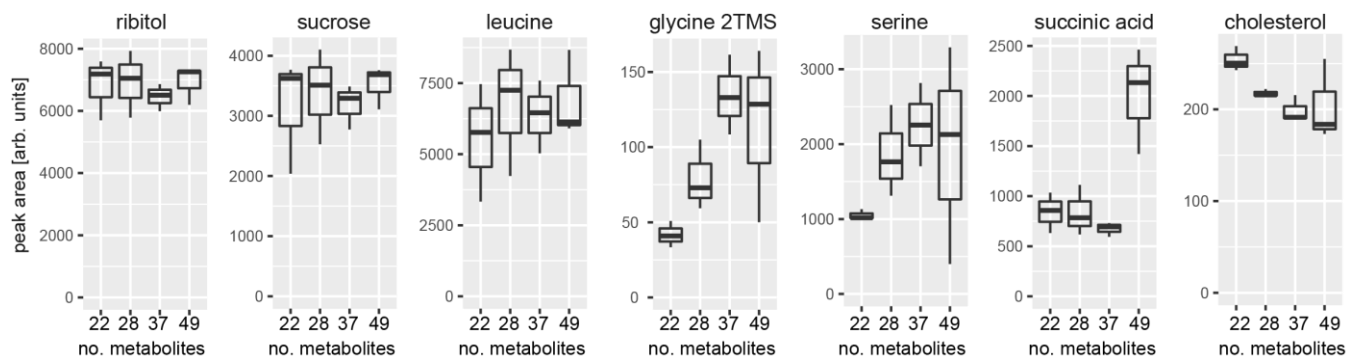 ribitol
8000
6000
4000
2000
0
22 28 37 49
no. metabolites
peak area [arb. units]
sucrose
4000
3000
2000
1000
0
22 28 37 49
no. metabolites
leucine
7500
5000
2500
0
22 28 37 49
no. metabolites
glycine 2TMS
150
100
50
0
22 28 37 49
no. metabolites
serine
3000
2000
1000
0
22 28 37 49
no. metabolites
succinic acid
2500
2000
1500
1000
500
0
22 28 37 49
no. metabolites
cholesterol
200
100
0
22 28 37 49
no. metabolites